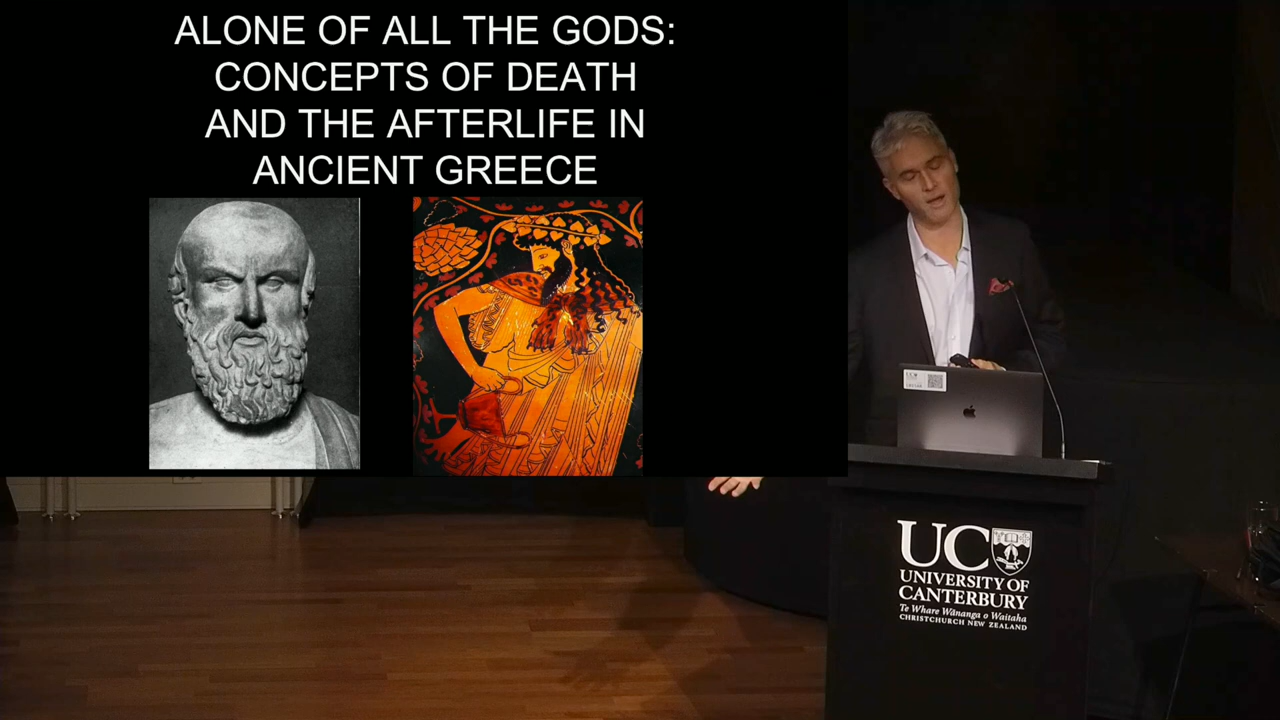 ALONE OF ALL THE GODS:
CONCEPTS OF DEATH
AND THE AFTERLIFE IN
ANCIENT GREECE
UC
UNIVERSITY OF
CANTERBURY
Te Whare Wānanga o Waitaha
CHRISTCHURCH NEW ZEALAND